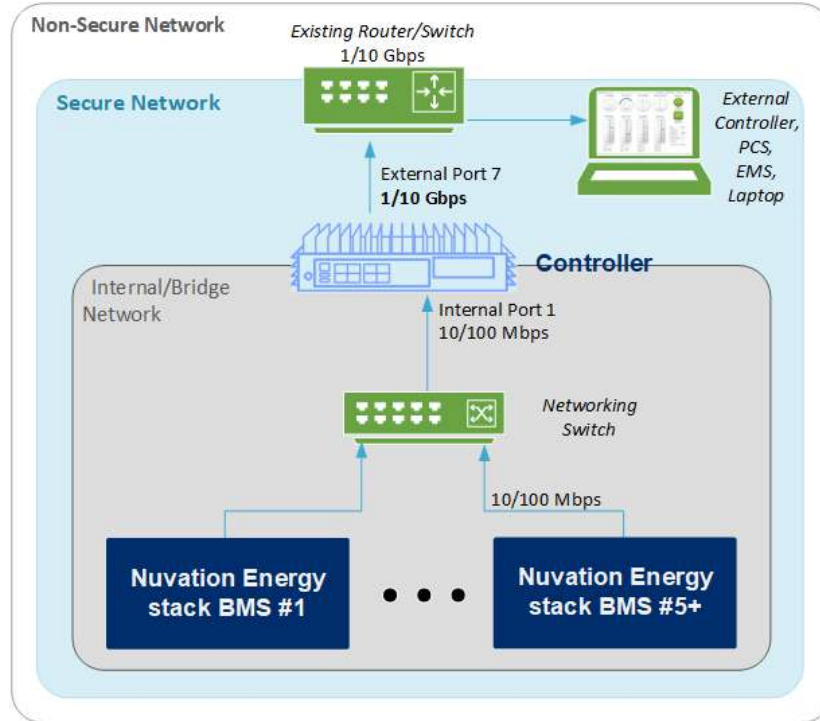 Non-Secure Network
Existing Router/Switch
1/10 Gbps
Secure Network
External
Controller,
PCS,
EMS,
Laptop
External Port 7
1/10 Gbps
Controller
Internal/Bridge
Network
Internal Port 1
10/100 Mbps
Networking
Switch
10/100 Mbps
Nuvation Energy
stack BMS #1
Nuvation Energy
stack BMS #5+